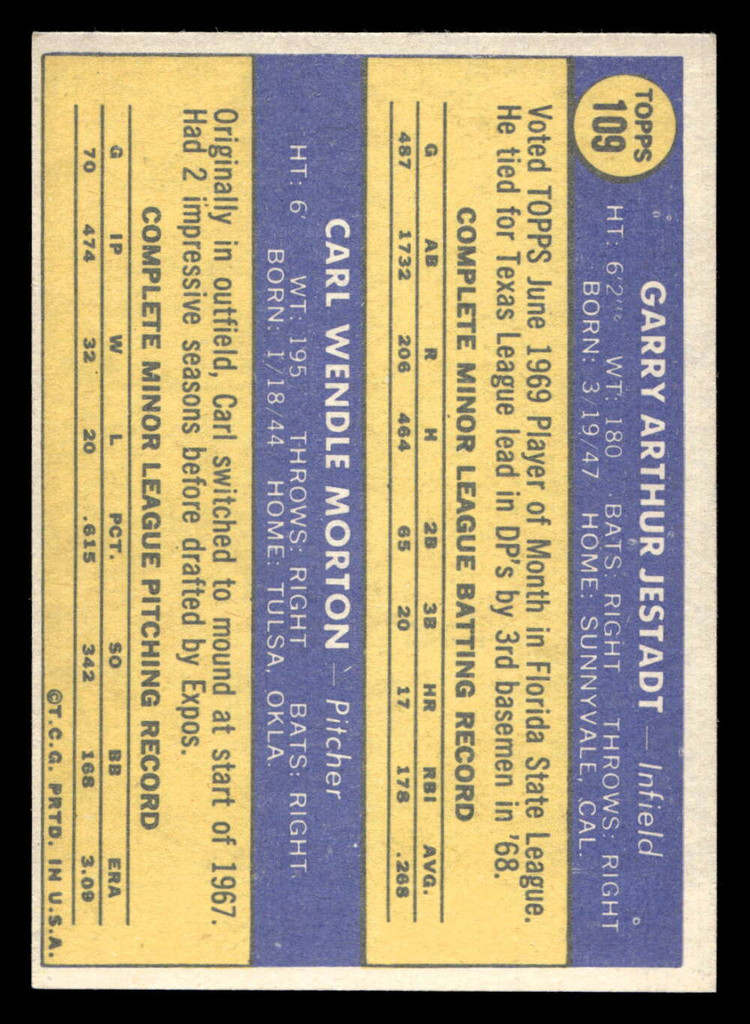 TOPPS
109
GARRY ARTHUR JESTADT — Infield
HT: 6'2" WT: 180 BATS: RIGHT THROWS: RIGHT
BORN: 3/19/47 HOME: SUNNYVALE, CAL.
Voted TOPPS June 1969 Player of Month in Florida State League.
He tied for Texas League lead in DP's by 3rd basemen in '68.
COMPLETE MINOR LEAGUE BATTING RECORD
G AB R H 2B 3B HR RBI AVG.
487 1732 206 464 65 20 17 178 .268
CARL WENDLE MORTON — Pitcher
HT: 6' WT: 195 THROWS: RIGHT BATS: RIGHT
BORN: 1/18/44 HOME: TULSA, OKLA.
Originally in outfield, Carl switched to mound at start of 1967.
Had 2 impressive seasons before drafted by Expos.
COMPLETE MINOR LEAGUE PITCHING RECORD
G IP W L PCT. SO BB ERA
70 474 32 20 .615 342 168 3.09
©T.C.G. PRTD. IN U.S.A.